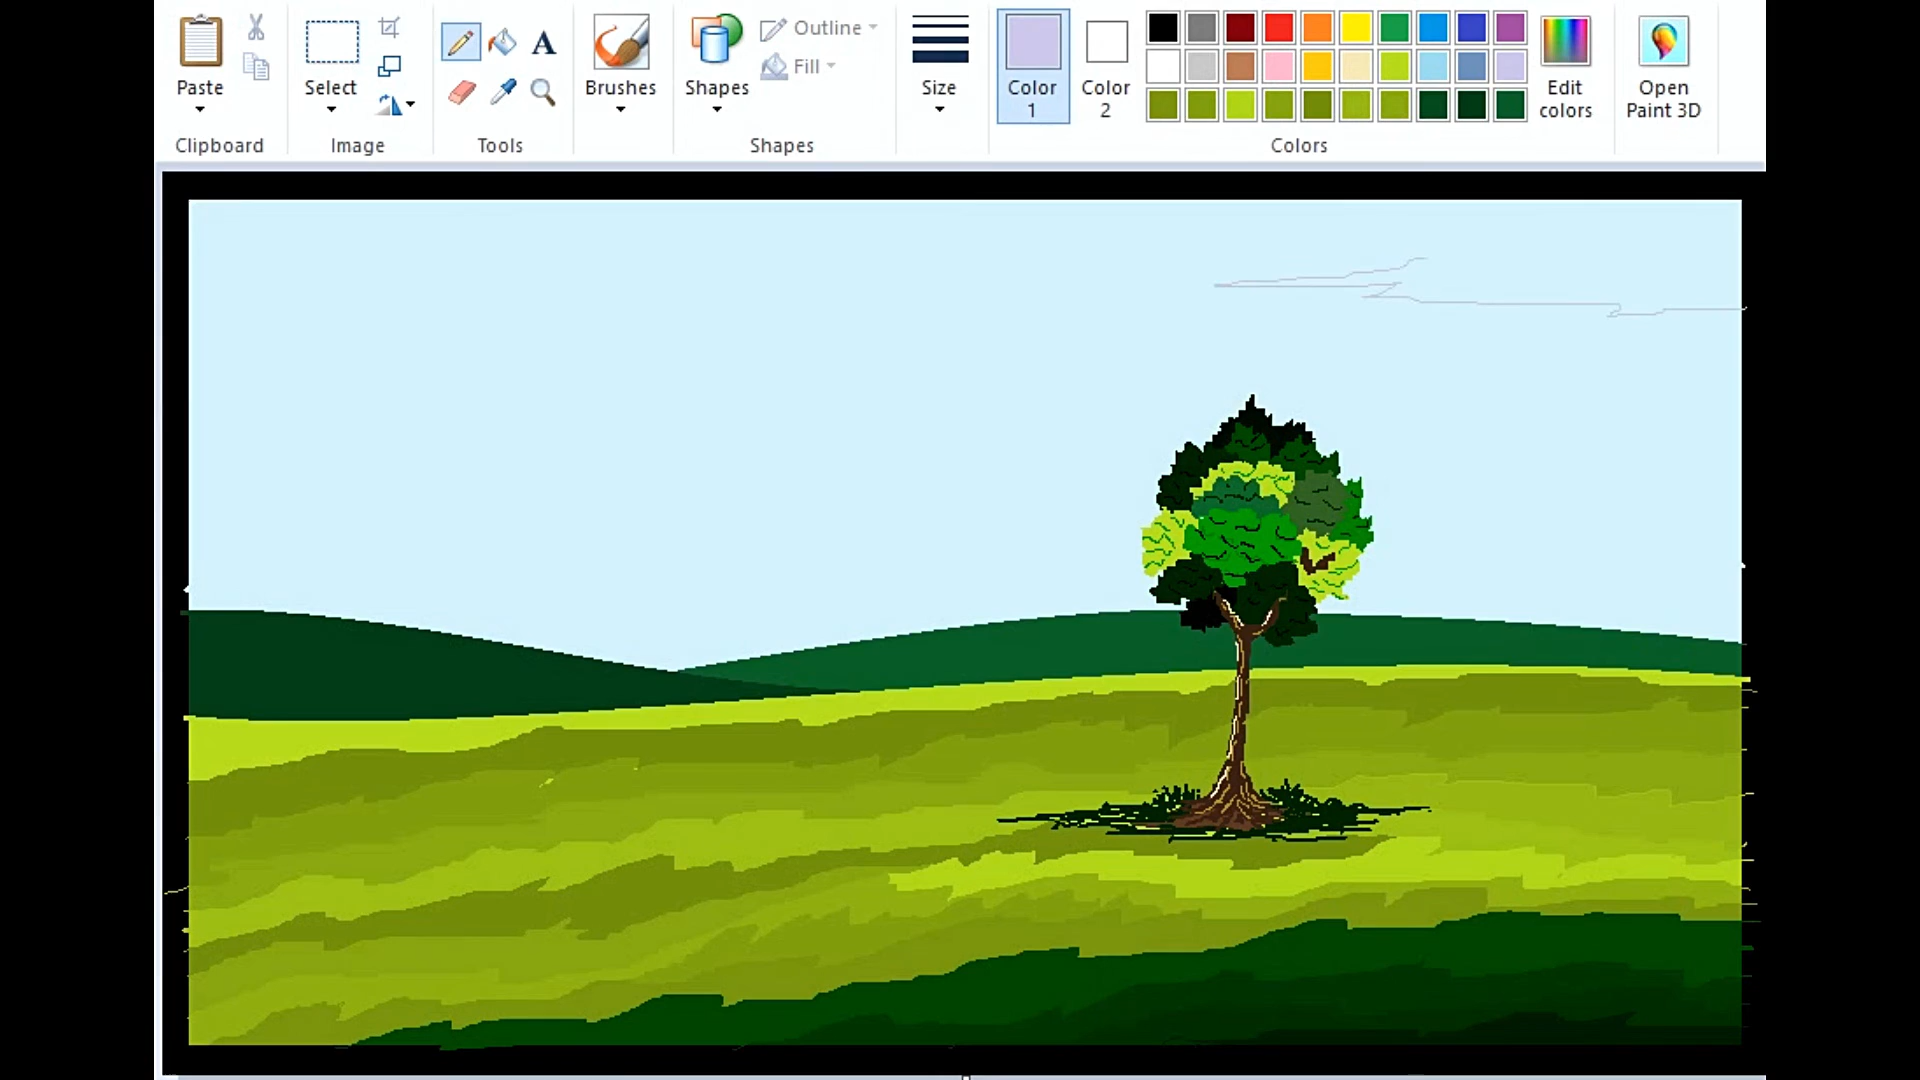 Paste
Clipboard
Select
Image
A
Tools
Brushes
Shapes
Outline
Fill
Shapes
Size
Color
1
Color
2
Edit
colors
Colors
Open
Paint 3D